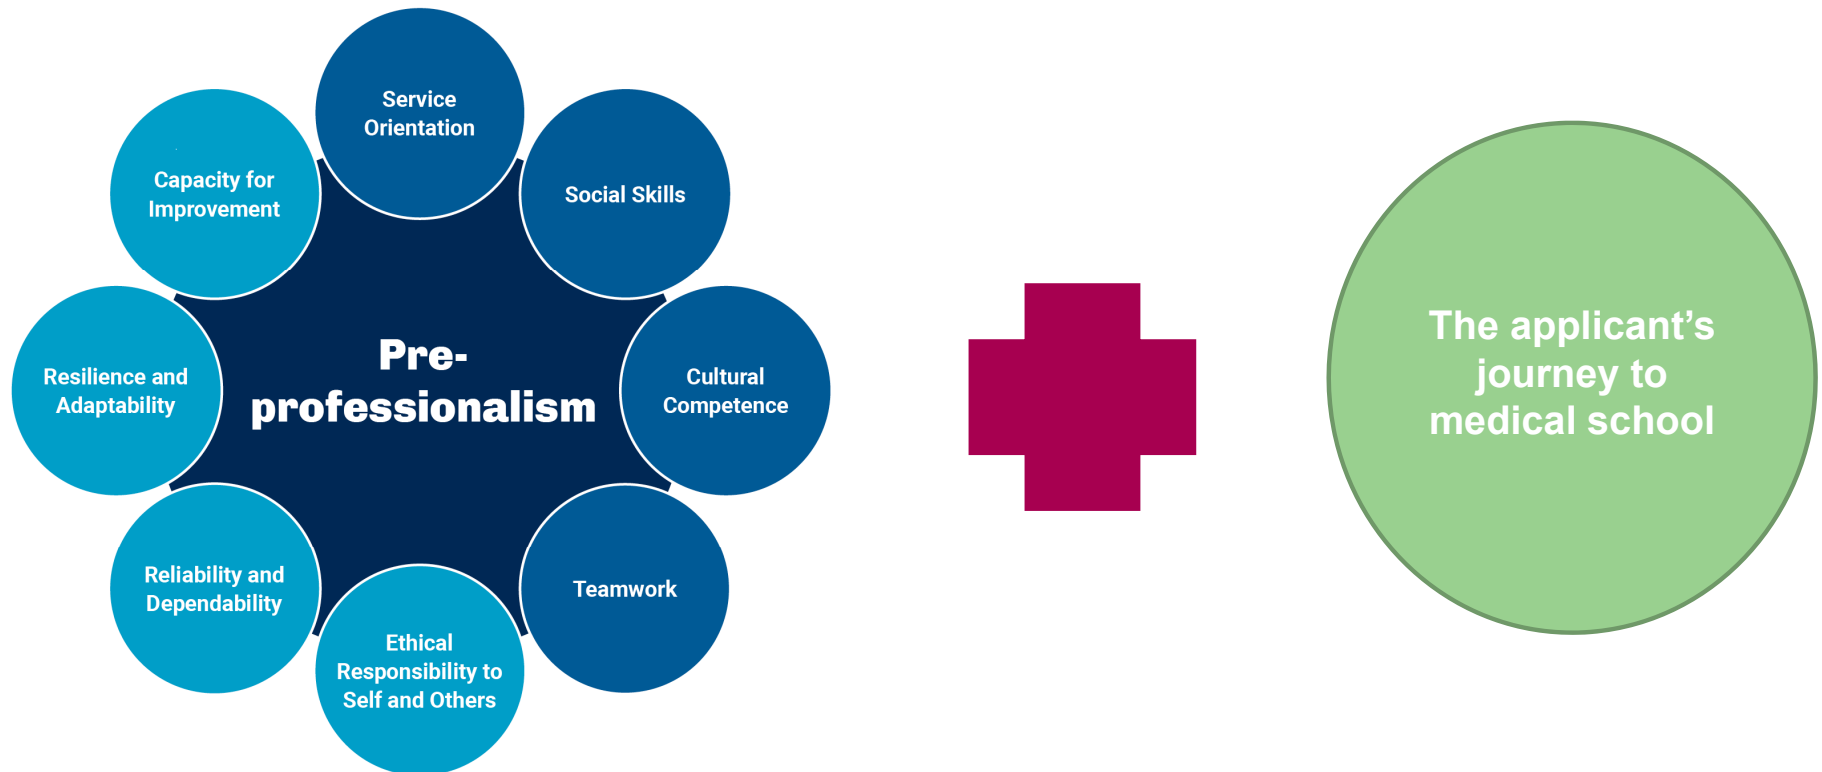 Service
Orientation
Social Skills
Cultural
Competence
Teamwork
Ethical
Responsibility to
Self and Others
Reliability and
Dependability
Resilience and
Adaptability
Capacity for
Improvement
Pre-
professionalism
The applicant’s
journey to
medical school